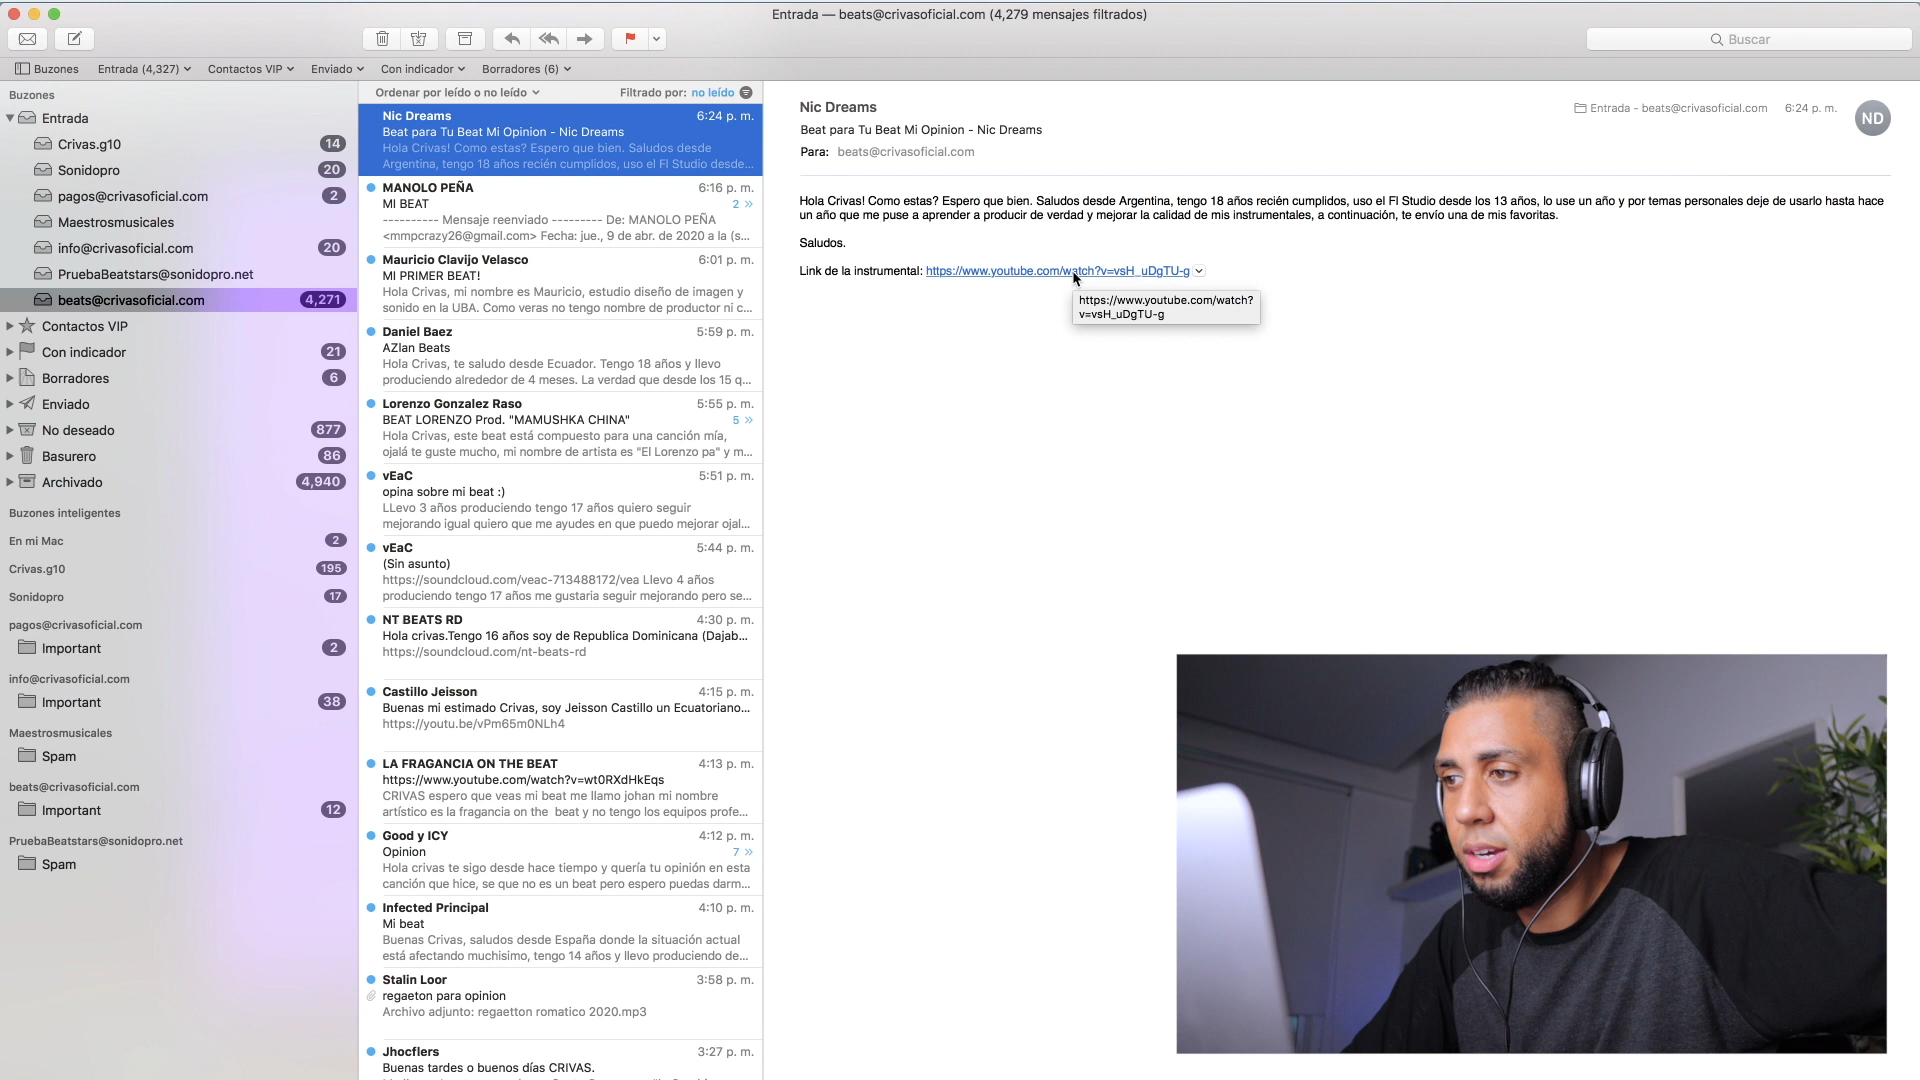 Entrada — beats@crivasoficial.com (4,279 mensajes filtrados)
Buscar
Buzones
Entrada (4,327)
Contactos VIP
Enviado
Con indicador
Borradores (6)
Buzones
Entrada
Crivas.g10 14
Sonidopro 20
pagos@crivasoficial.com 2
Maestrosmusicales
info@crivasoficial.com 20
PruebaBeatstars@sonidopro.net
beats@crivasoficial.com 4,271
Contactos VIP
Con indicador 21
Borradores 6
Enviado
No deseado 877
Basurero 86
Archivado 4,940
Buzones inteligentes
En mi Mac 2
Crivas.g10 195
Sonidopro 17
pagos@crivasoficial.com
Important 2
info@crivasoficial.com
Important 38
Maestrosmusicales
Spam
beats@crivasoficial.com
Important 12
PruebaBeatstars@sonidopro.net
Spam
Ordenar por leído o no leído
Filtrado por: no leído
Nic Dreams 6:24 p. m.
Beat para Tu Beat Mi Opinion - Nic Dreams
Hola Crivas! Como estas? Espero que bien. Saludos desde
Argentina, tengo 18 años recién cumplidos, uso el Fl Studio desde...
MANOLO PEÑA 6:16 p. m.
MI BEAT 2 »
---------- Mensaje reenviado --------- De: MANOLO PEÑA
<mmpcrazy26@gmail.com> Fecha: jue., 9 de abr. de 2020 a la (s...
Mauricio Clavijo Velasco 6:01 p. m.
MI PRIMER BEAT!
Hola Crivas, mi nombre es Mauricio, estudio diseño de imagen y
sonido en la UBA. Como veras no tengo nombre de productor ni c...
Daniel Baez 5:59 p. m.
AZlan Beats
Hola Crivas, te saludo desde Ecuador. Tengo 18 años y llevo
produciendo alrededor de 4 meses. La verdad que desde los 15 q...
Lorenzo Gonzalez Raso 5:55 p. m.
BEAT LORENZO Prod. "MAMUSHKA CHINA" 5 »
Hola Crivas, este beat está compuesto para una canción mía,
ojalá te guste mucho, mi nombre de artista es "El Lorenzo pa" y m...
vEaC 5:51 p. m.
opina sobre mi beat :)
LLevo 3 años produciendo tengo 17 años quiero seguir
mejorando igual quiero que me ayudes en que puedo mejorar ojal...
vEaC 5:44 p. m.
(Sin asunto)
https://soundcloud.com/veac-713488172/vea Llevo 4 años
produciendo tengo 17 años me gustaria seguir mejorando pero se...
NT BEATS RD 4:30 p. m.
Hola crivas.Tengo 16 años soy de Republica Dominicana (Dajab...
https://soundcloud.com/nt-beats-rd
Castillo Jeisson 4:15 p. m.
Buenas mi estimado Crivas, soy Jeisson Castillo un Ecuatoriano...
https://youtu.be/vPm65m0NLh4
LA FRAGANCIA ON THE BEAT 4:13 p. m.
https://www.youtube.com/watch?v=wt0RXdHkEqs
CRIVAS espero que veas mi beat me llamo johan mi nombre
artístico es la fragancia on the beat y no tengo los equipos profe...
Good y ICY 4:12 p. m.
Opinion 7 »
Hola crivas te sigo desde hace tiempo y quería tu opinión en esta
canción que hice, se que no es un beat pero espero puedas darm...
Infected Principal 4:10 p. m.
Mi beat
Buenas Crivas, saludos desde España donde la situación actual
está afectando muchisimo, tengo 14 años y llevo produciendo de...
Stalin Loor 3:58 p. m.
regaeton para opinion
Archivo adjunto: regaetton romatico 2020.mp3
Jhocflers 3:27 p. m.
Buenas tardes o buenos días CRIVAS.
Nic Dreams
Entrada - beats@crivasoficial.com 6:24 p. m.
ND
Beat para Tu Beat Mi Opinion - Nic Dreams
Para: beats@crivasoficial.com
Hola Crivas! Como estas? Espero que bien. Saludos desde Argentina, tengo 18 años recién cumplidos, uso el Fl Studio desde los 13 años, lo use un año y por temas personales deje de usarlo hasta hace
un año que me puse a aprender a producir de verdad y mejorar la calidad de mis instrumentales, a continuación, te envío una de mis favoritas.
Saludos.
Link de la instrumental: https://www.youtube.com/watch?v=vsH_uDgTU-g
https://www.youtube.com/watch?
v=vsH_uDgTU-g